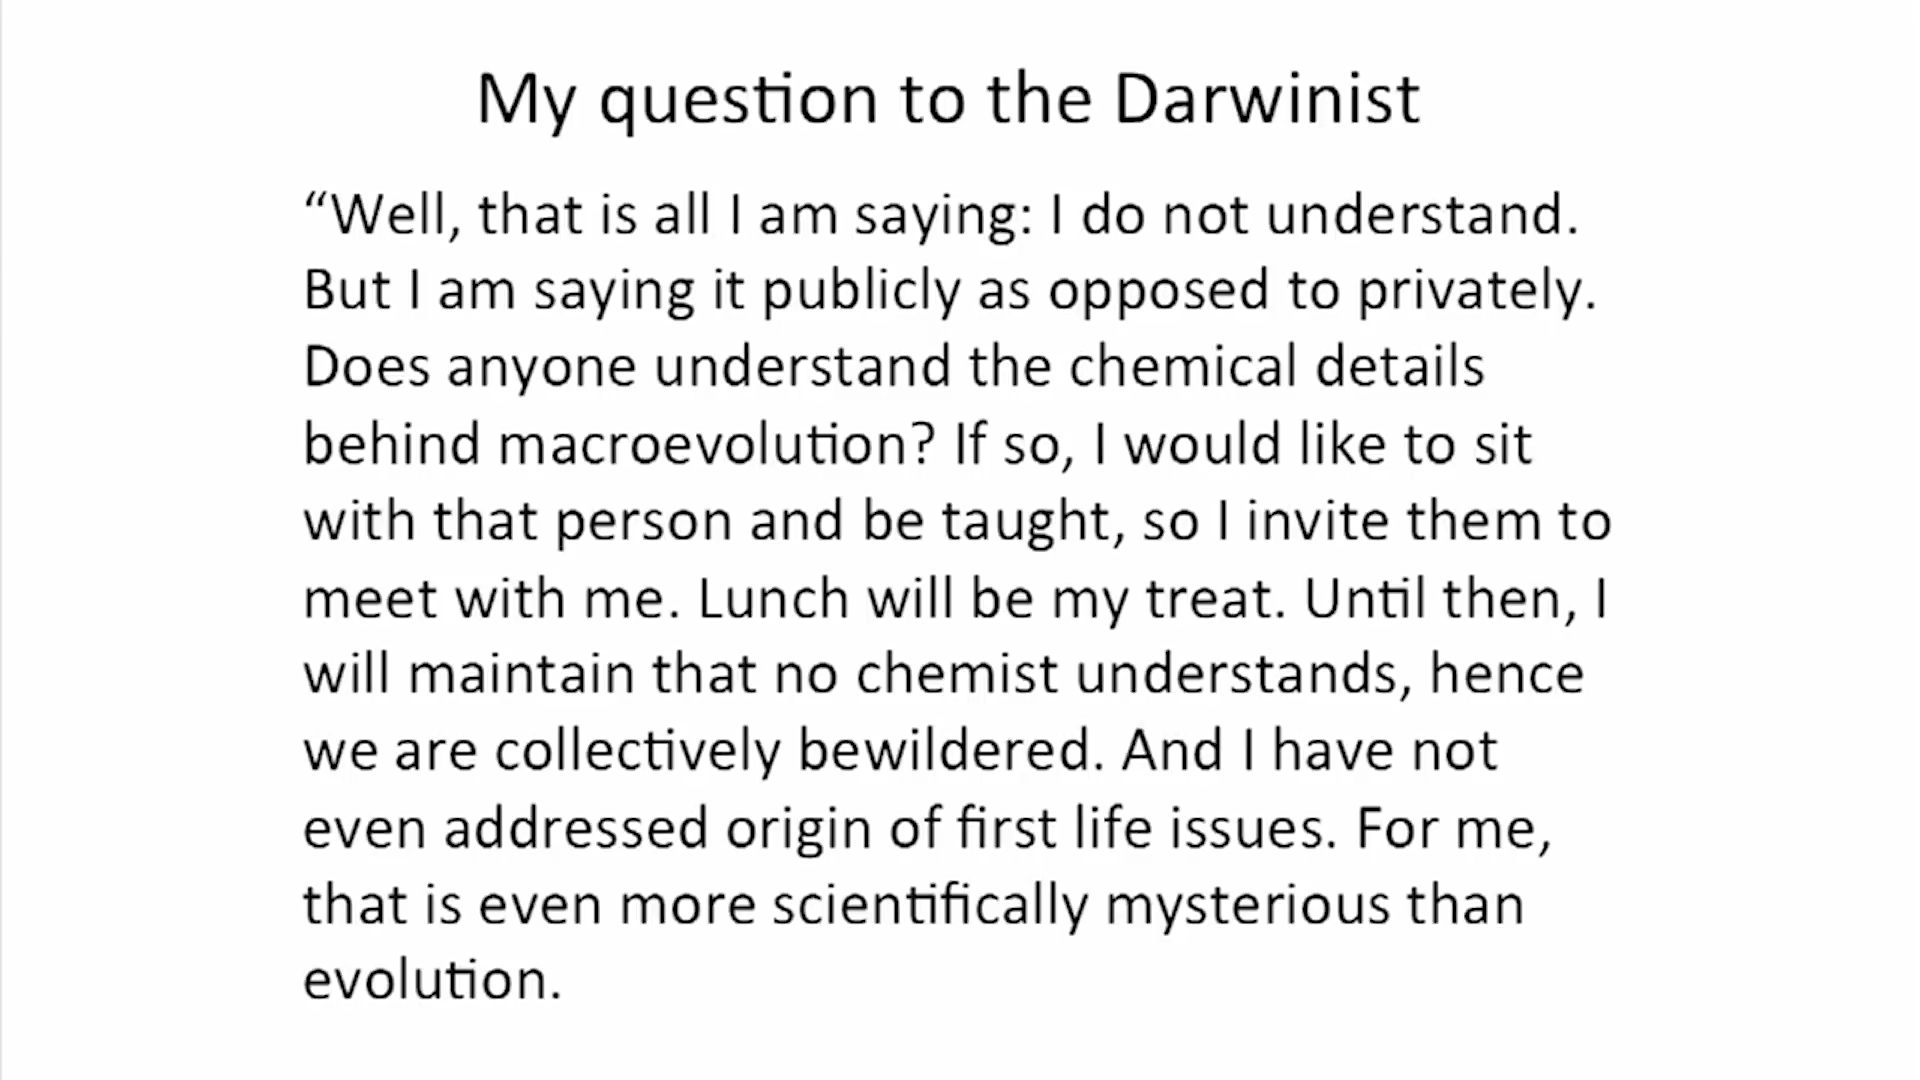 My question to the Darwinist
“Well, that is all I am saying: I do not understand.
But I am saying it publicly as opposed to privately.
Does anyone understand the chemical details
behind macroevolution? If so, I would like to sit
with that person and be taught, so I invite them to
meet with me. Lunch will be my treat. Until then, I
will maintain that no chemist understands, hence
we are collectively bewildered. And I have not
even addressed origin of first life issues. For me,
that is even more scientifically mysterious than
evolution.